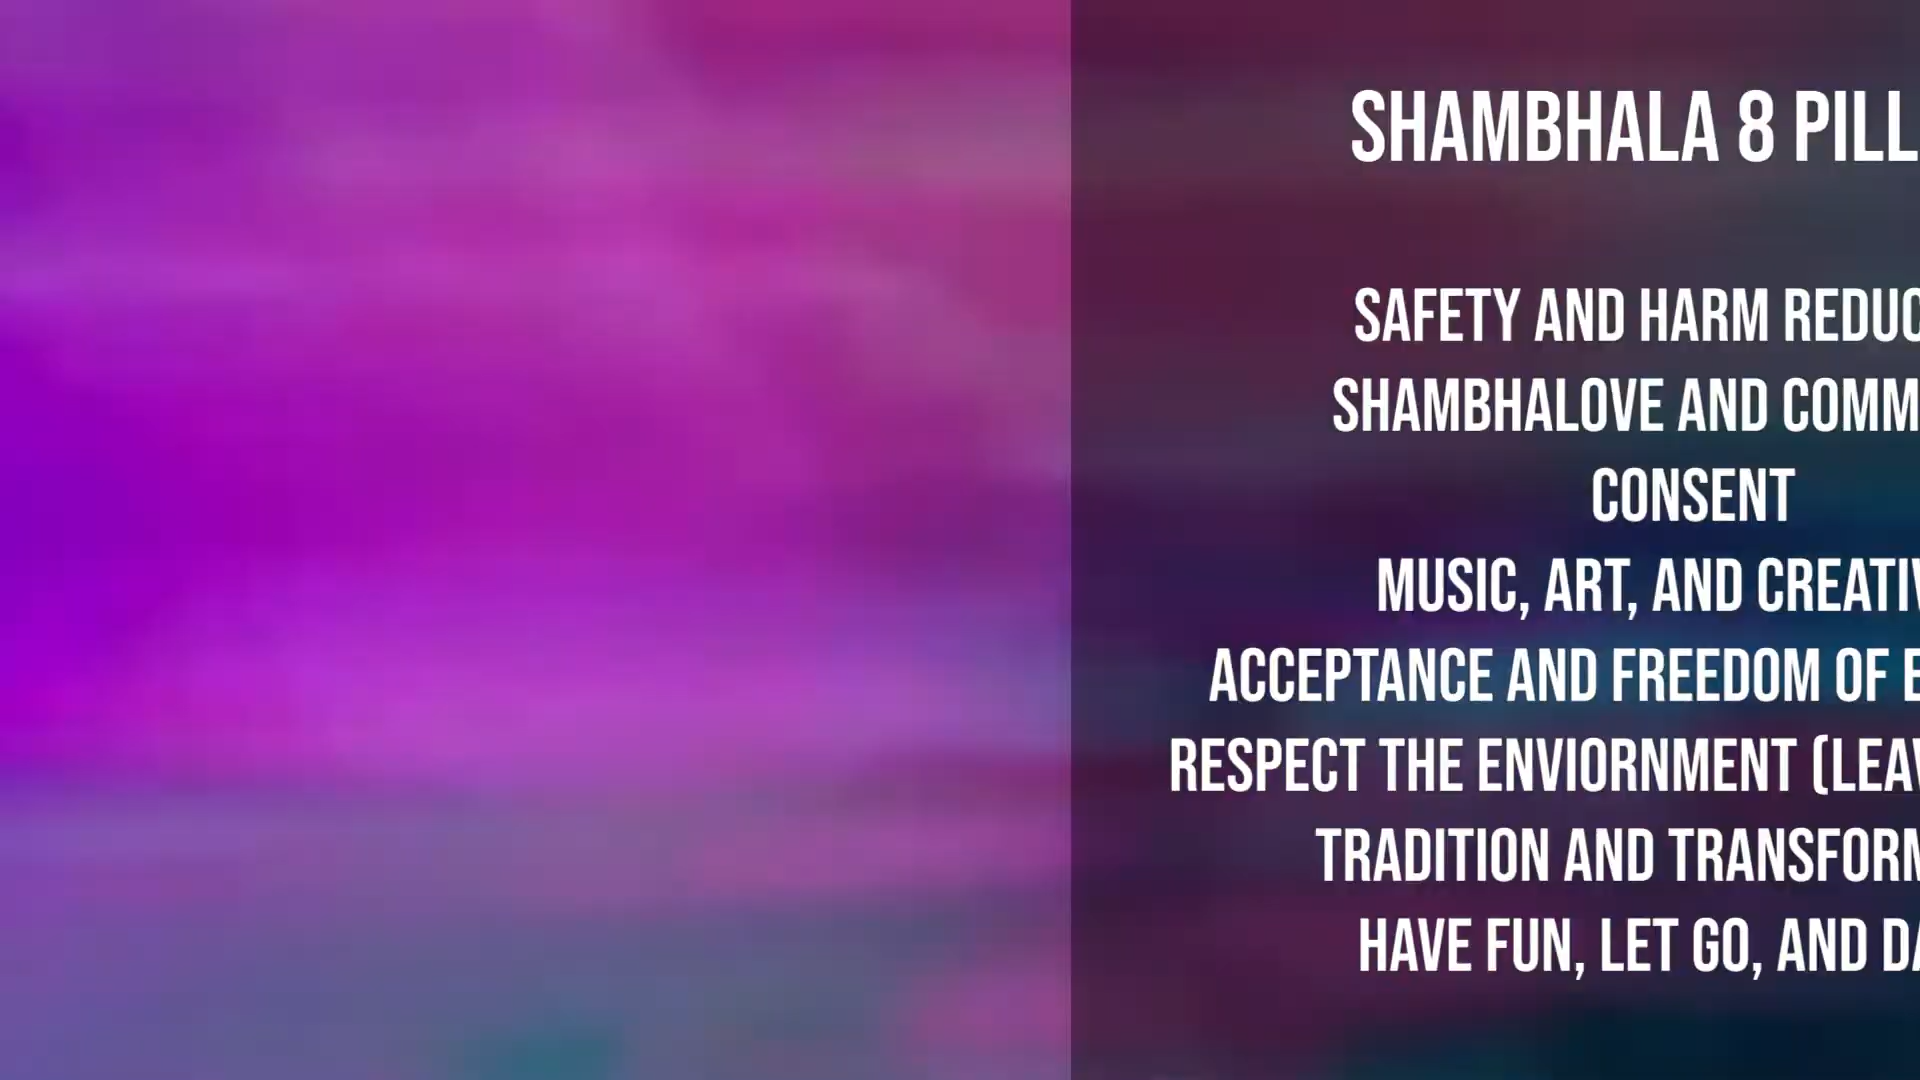 SHAMBHALA 8 PILL
SAFETY AND HARM REDUC
SHAMBHALOVE AND COMM
CONSENT
MUSIC, ART, AND CREATIV
ACCEPTANCE AND FREEDOM OF E
RESPECT THE ENVIORNMENT (LEAV
TRADITION AND TRANSFORM
HAVE FUN, LET GO, AND DA